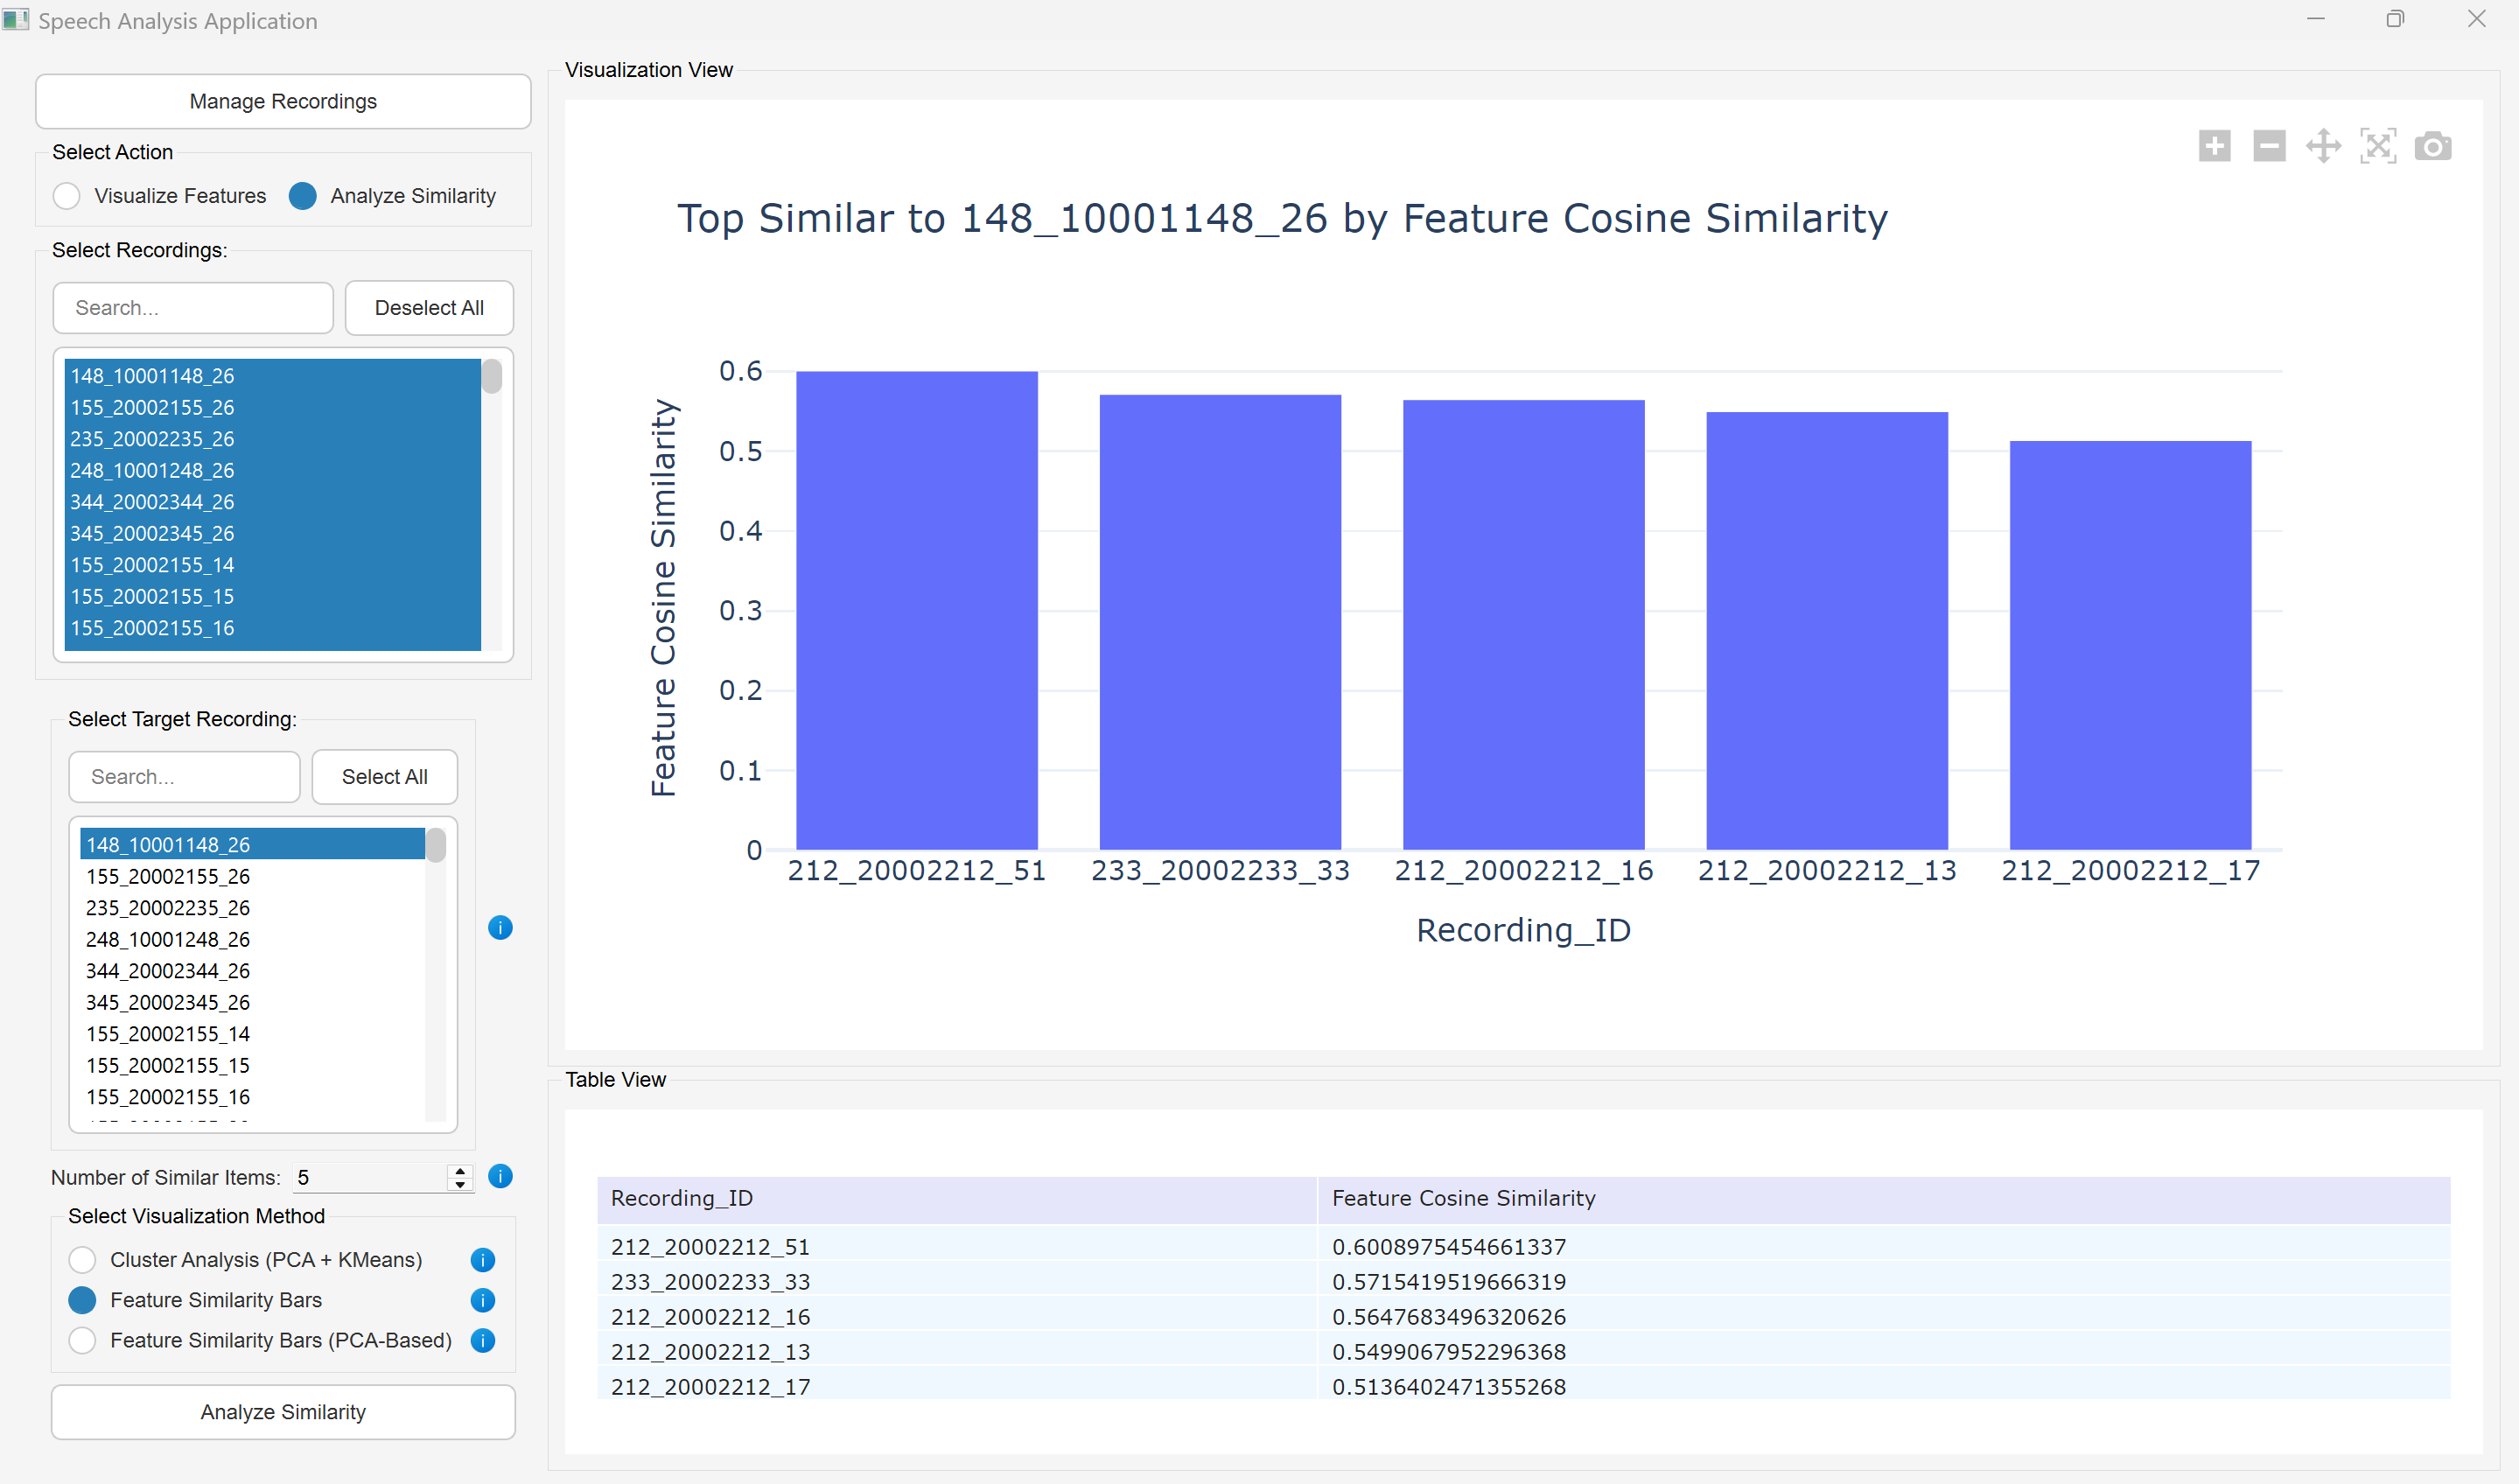 Speech Analysis Application
Manage Recordings
Select Action
Visualize Features
Analyze Similarity
Select Recordings:
Search...
Deselect All
148_10001148_26
155_20002155_26
235_20002235_26
248_10001248_26
344_20002344_26
345_20002345_26
155_20002155_14
155_20002155_15
155_20002155_16
Select Target Recording:
Search...
Select All
148_10001148_26
155_20002155_26
235_20002235_26
248_10001248_26
344_20002344_26
345_20002345_26
155_20002155_14
155_20002155_15
155_20002155_16
Number of Similar Items: 5
Select Visualization Method
Cluster Analysis (PCA + KMeans)
Feature Similarity Bars
Feature Similarity Bars (PCA-Based)
Analyze Similarity
Visualization View
Top Similar to 148_10001148_26 by Feature Cosine Similarity
Feature Cosine Similarity
0.6
0.5
0.4
0.3
0.2
0.1
0
212_20002212_51 233_20002233_33 212_20002212_16 212_20002212_13 212_20002212_17
Recording_ID
Table View
Recording_ID Feature Cosine Similarity
212_20002212_51 0.6008975454661337
233_20002233_33 0.5715419519666319
212_20002212_16 0.5647683496320626
212_20002212_13 0.5499067952296368
212_20002212_17 0.5136402471355268